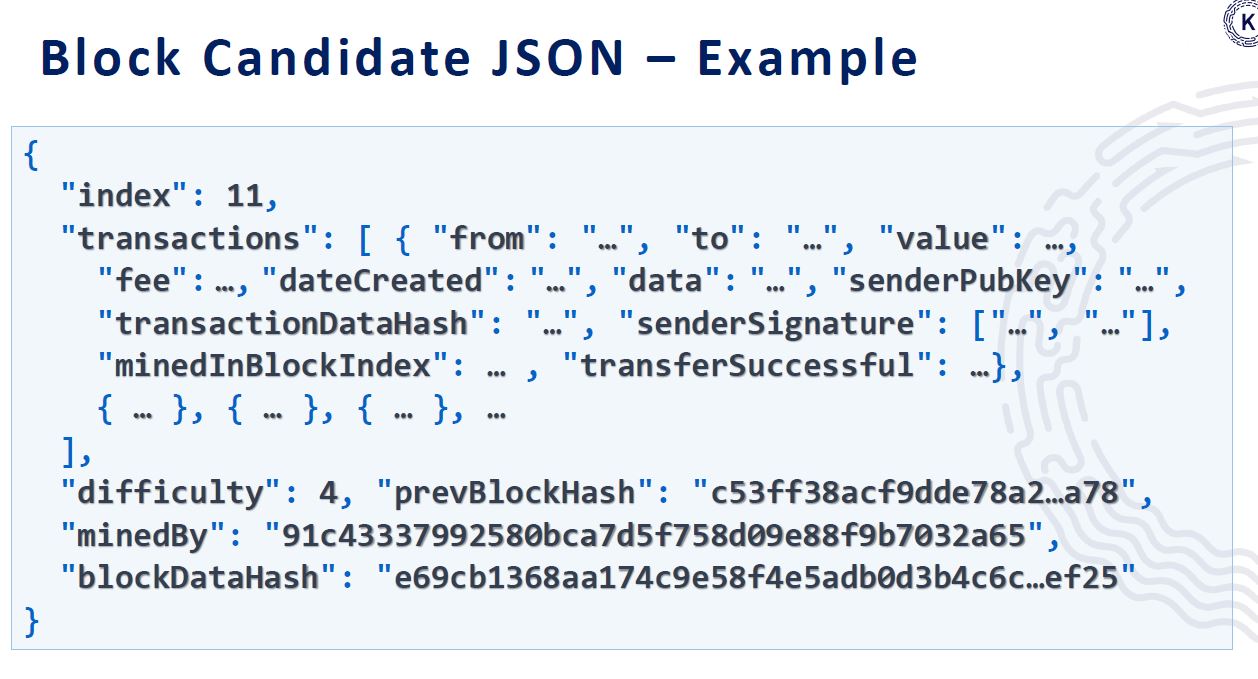 K
Block Candidate JSON – Example
{
"index": 11,
"transactions": [ { "from": "…", "to": "…", "value": …,
"fee": …, "dateCreated": "…", "data": "…", "senderPubKey": "…",
"transactionDataHash": "…", "senderSignature": ["…", "…"],
"minedInBlockIndex": … , "transferSuccessful": …},
{ … }, { … }, { … }, …
],
"difficulty": 4, "prevBlockHash": "c53ff38acf9dde78a2…a78",
"minedBy": "91c43337992580bca7d5f758d09e88f9b7032a65",
"blockDataHash": "e69cb1368aa174c9e58f4e5adb0d3b4c6c…ef25"
}